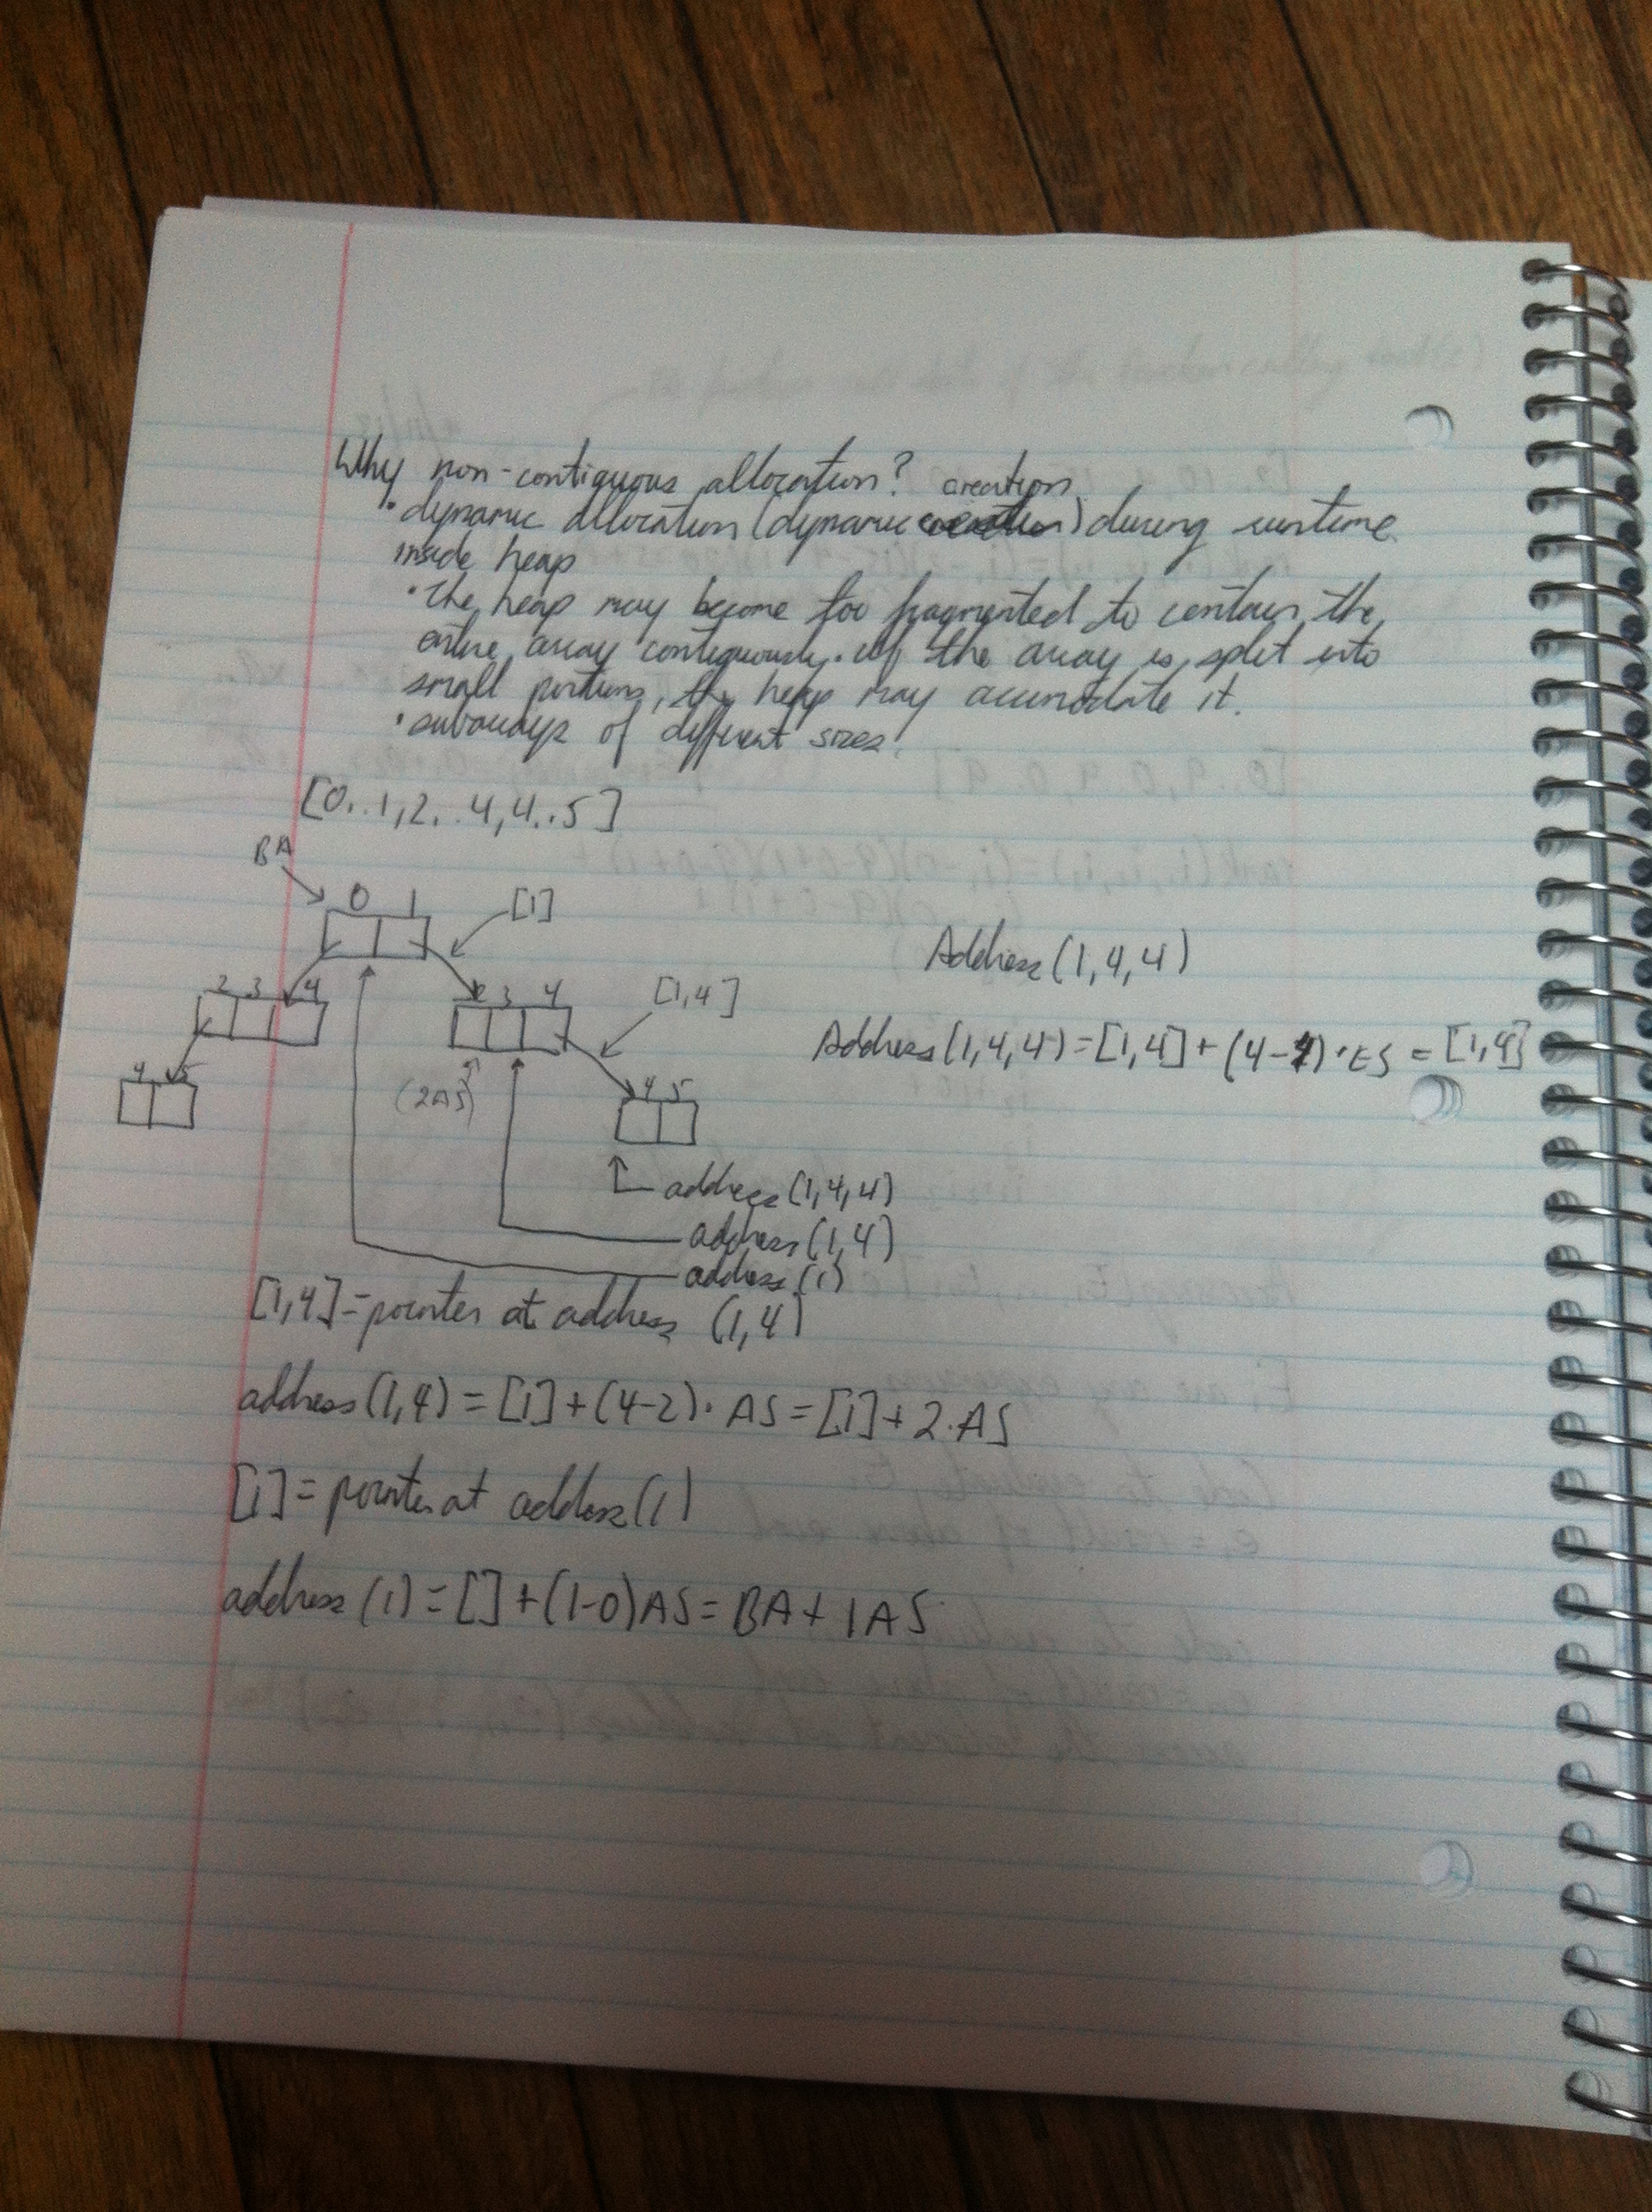 Why non-contiguous allocation?
creation
• dynamic allocation (dynamic) during runtime
inside heap
• The heap may become too fragmented to contain the
entire array contiguously. If the array is split into
small portions, the heap may accumodate it.
• subarrays of different sizes.
[0..1,2..4,4..5]
BA
0 1
[1]
2 3 4
2 3 4
[1,4]
4 5
(2AS)
4 5
Address(1,4,4)
Address(1,4,4)=[1,4]+(4-4)·ES=[1,4]
address(1,4,4)
address(1,4)
address(1)
[1,4]=pointer at address (1,4)
address(1,4)=[1]+(4-2)·AS=[1]+2·AS
[1]=pointer at address(1)
address(1)=[]+(1-0)AS=BA+1AS